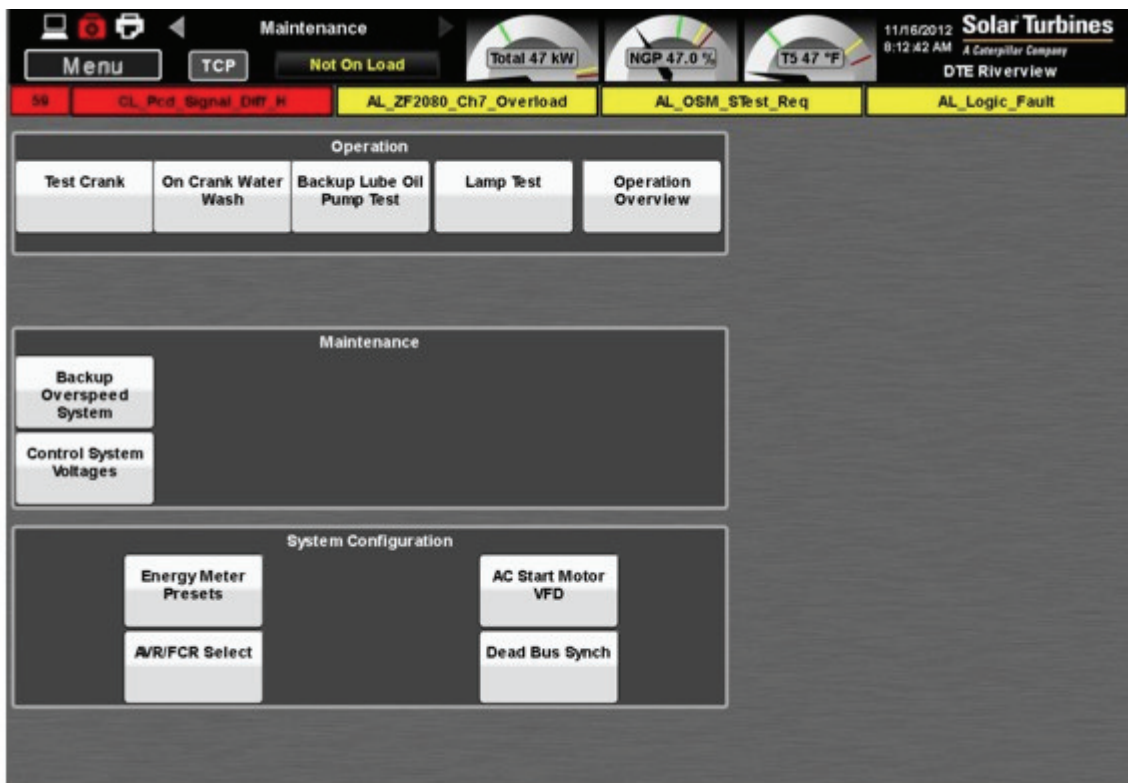 Maintenance
Total 47 kW
NGP 47.0 %
T5 47 °F
11/16/2012
8:12:42 AM
Solar Turbines
A Caterpillar Company
DTE Riverview
Menu
TCP
Not On Load
59
CL_Pcd_Signal_Diff_H
AL_ZF2080_Ch7_Overload
AL_OSM_STest_Req
AL_Logic_Fault
Operation
Test Crank
On Crank Water
Wash
Backup Lube Oil
Pump Test
Lamp Test
Operation
Overview
Maintenance
Backup
Overspeed
System
Control System
Voltages
System Configuration
Energy Meter
Presets
AC Start Motor
VFD
AVR/FCR Select
Dead Bus Synch